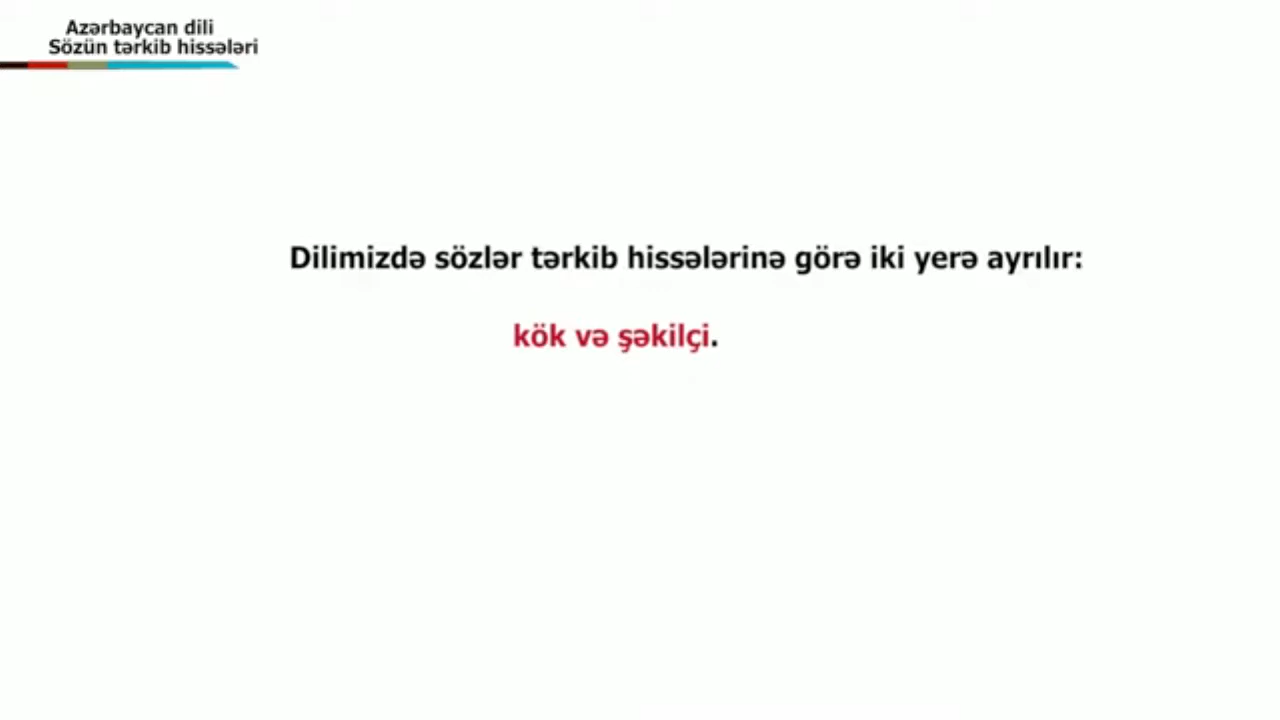 Azərbaycan dili
Sözün tərkib hissələri
Dilimizdə sözlər tərkib hissələrinə görə iki yerə ayrılır:
kök və şəkilçi.